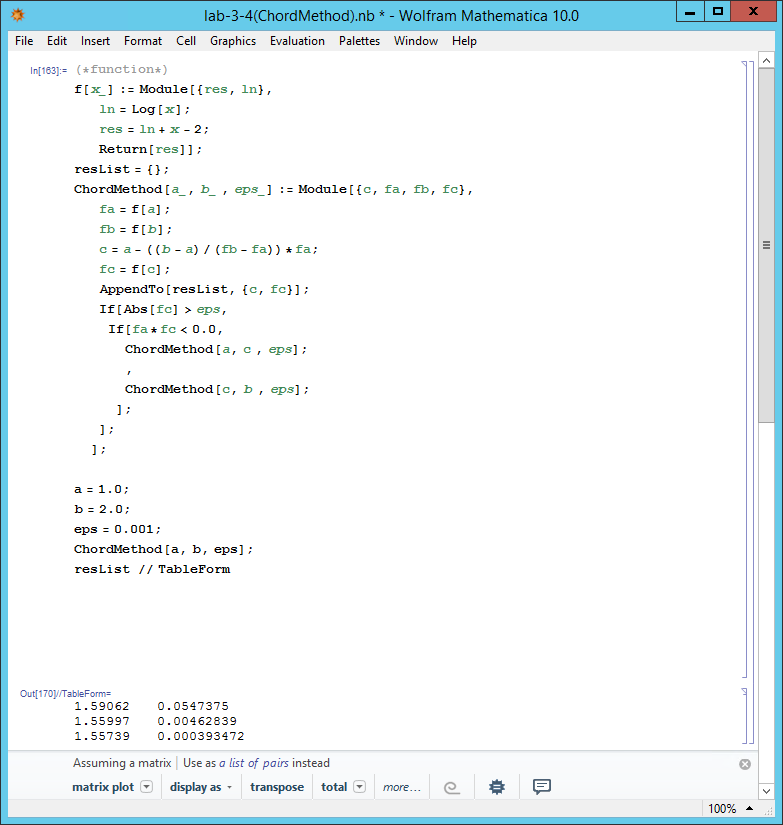 lab-3-4(ChordMethod).nb * - Wolfram Mathematica 10.0
File Edit Insert Format Cell Graphics Evaluation Palettes Window Help
In[163]:= (*function*)
f[x_] := Module[{res, ln},
ln = Log[x];
res = ln + x - 2;
Return[res]];
resList = {};
ChordMethod[a_, b_ , eps_] := Module[{c, fa, fb, fc},
fa = f[a];
fb = f[b];
c = a - ((b - a) / (fb - fa)) * fa;
fc = f[c];
AppendTo[resList, {c, fc}];
If[Abs[fc] > eps,
If[fa * fc < 0.0,
ChordMethod[a, c , eps];
,
ChordMethod[c, b , eps];
];
];
];
a = 1.0;
b = 2.0;
eps = 0.001;
ChordMethod[a, b, eps];
resList // TableForm
Out[170]//TableForm=
1.59062 0.0547375
1.55997 0.00462839
1.55739 0.000393472
Assuming a matrix | Use as a list of pairs instead
matrix plot display as transpose total more...
100%